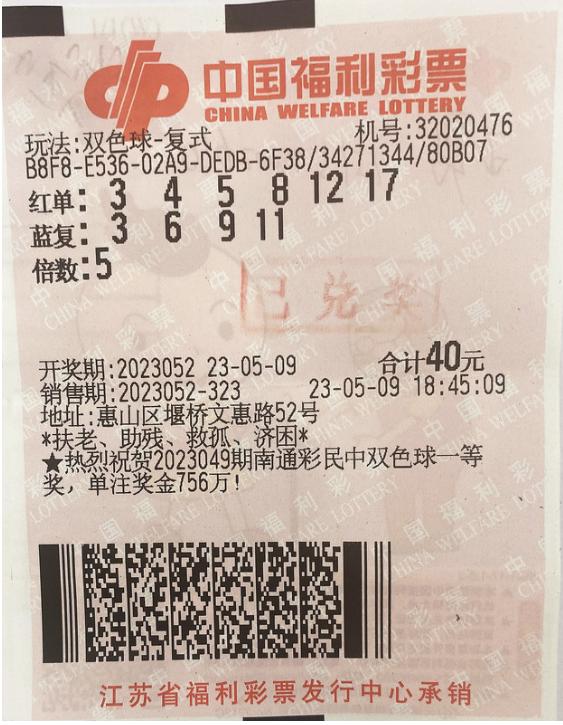 中国福利彩票
CHINA WELFARE LOTTERY
玩法:双色球-复式 机号:32020476
B8F8-E536-02A9-DEDB-6F38/34271344/80B07
红单: 3 4 5 8 12 17
蓝复: 3 6 9 11
倍数:5
已兑奖
开奖期:2023052 23-05-09 合计40元
销售期:2023052-323 23-05-09 18:45:09
地址:惠山区堰桥文惠路52号
*扶老、助残、救孤、济困*
★热烈祝贺2023049期南通彩民中双色球一等
奖，单注奖金756万!
江苏省福利彩票发行中心承销